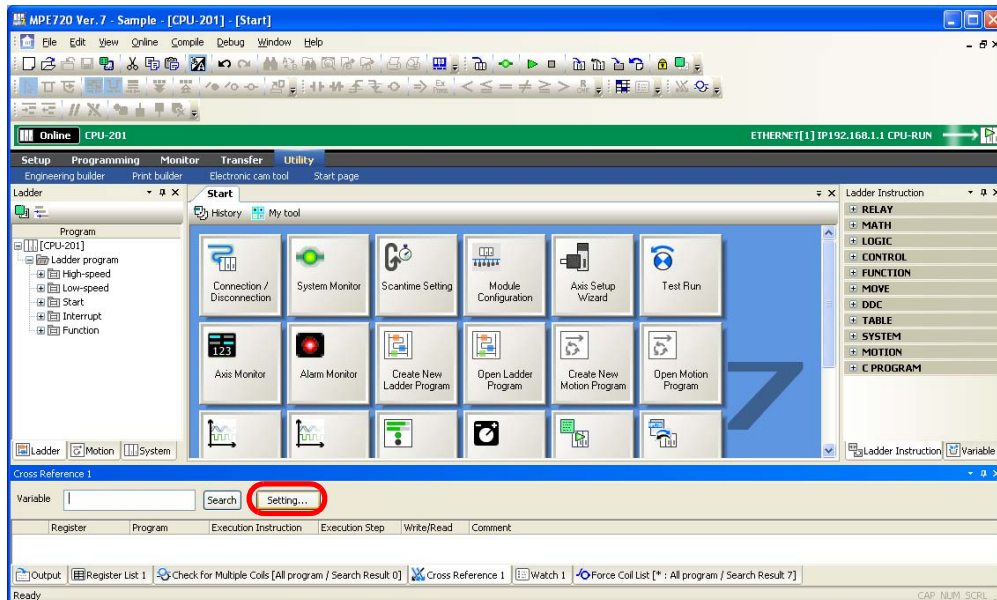 MPE720 Ver.7 - Sample - [CPU-201] - [Start]
File Edit View Online Compile Debug Window Help
Online CPU-201 ETHERNET[1] IP192.168.1.1 CPU-RUN
Setup Programming Monitor Transfer Utility
Engineering builder Print builder Electronic cam tool Start page
Ladder
Program
[CPU-201]
Ladder program
High-speed
Low-speed
Start
Interrupt
Function
Ladder Motion System
Start
History My tool
Connection / Disconnection
System Monitor
Scantime Setting
Module Configuration
Axis Setup Wizard
Test Run
123
Axis Monitor
Alarm Monitor
Create New Ladder Program
Open Ladder Program
Create New Motion Program
Open Motion Program
7
Ladder Instruction
RELAY
MATH
LOGIC
CONTROL
FUNCTION
MOVE
DDC
TABLE
SYSTEM
MOTION
C PROGRAM
Ladder Instruction Variable
Cross Reference 1
Variable Search Setting...
Register Program Execution Instruction Execution Step Write/Read Comment
Output Register List 1 Check for Multiple Coils [All program / Search Result 0] Cross Reference 1 Watch 1 Force Coil List [* : All program / Search Result 7]
Ready CAP NUM SCRL